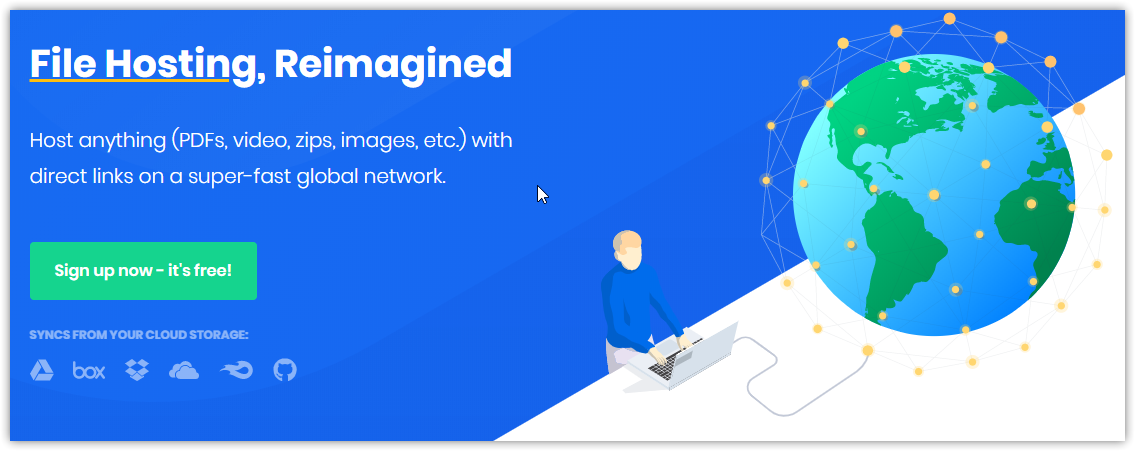 File Hosting, Reimagined
Host anything (PDFs, video, zips, images, etc.) with
direct links on a super-fast global network.
Sign up now - it's free!
SYNCS FROM YOUR CLOUD STORAGE:
box